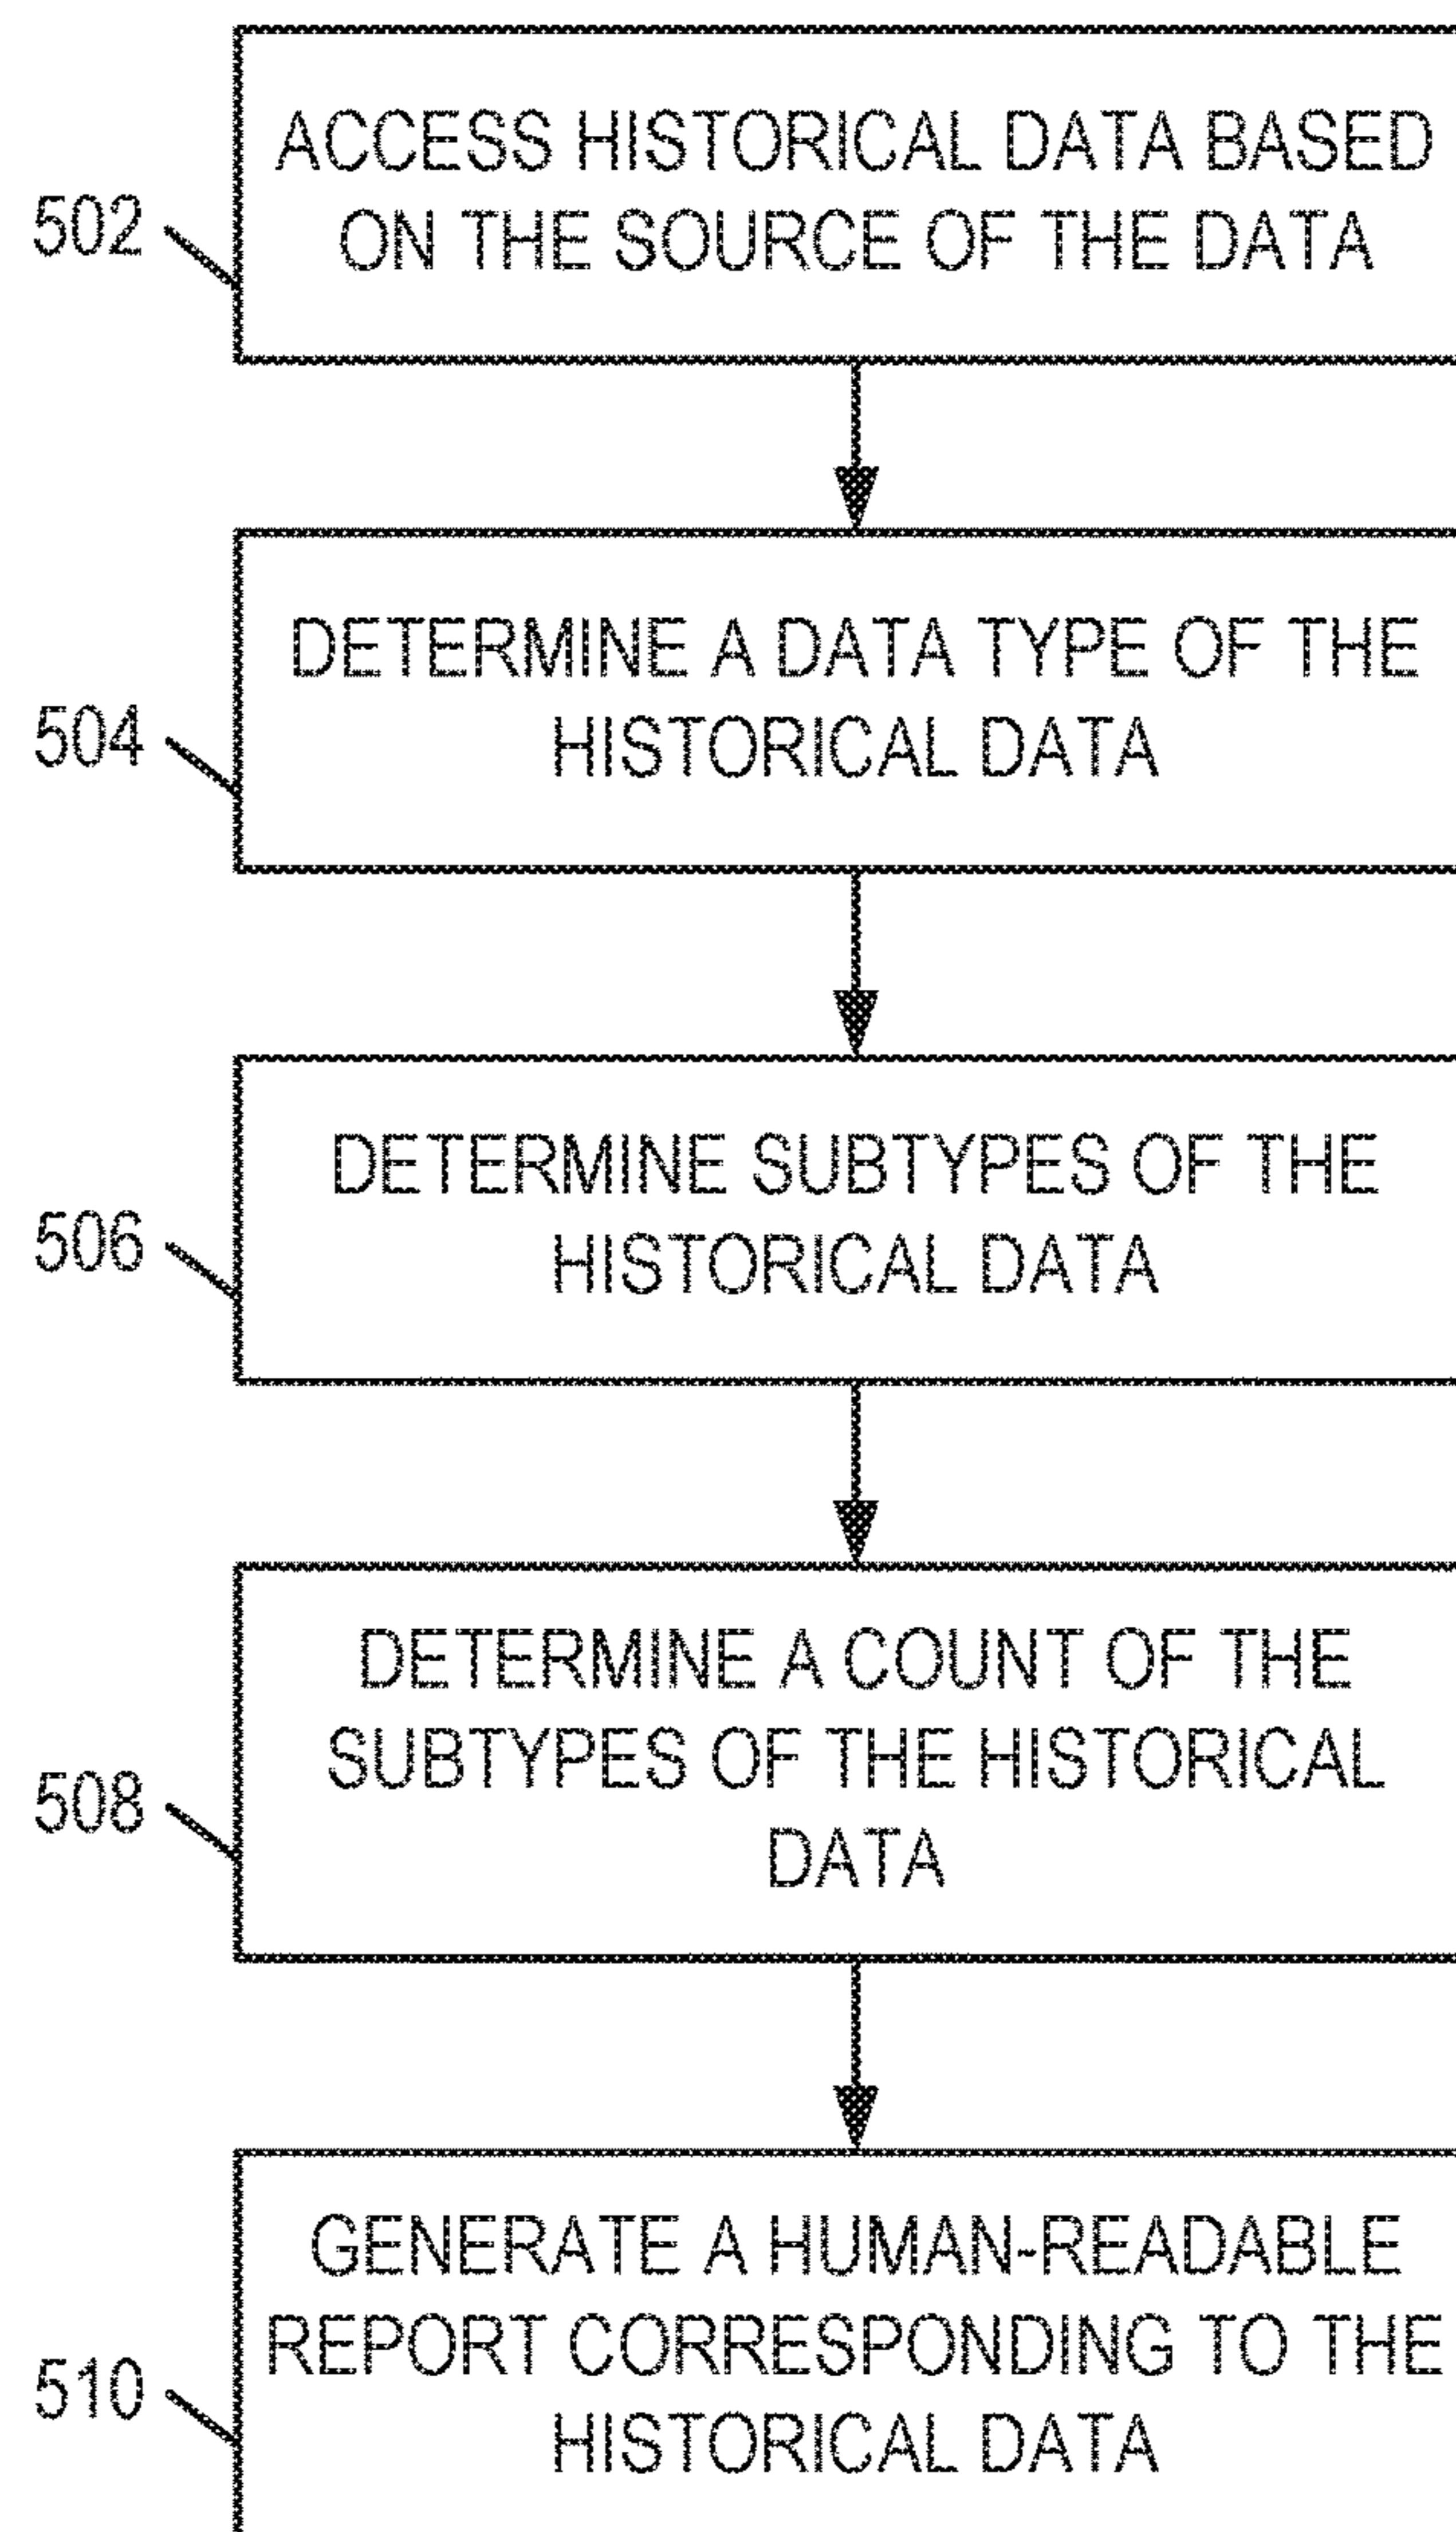 ACCESS HISTORICAL DATA BASED
502
ON THE SOURCE OF THE DATA
DETERMINE A DATA TYPE OF THE
504
HISTORICAL DATA
DETERMINE SUBTYPES OF THE
506
HISTORICAL DATA
DETERMINE A COUNT OF THE
SUBTYPES OF THE HISTORICAL
508
DATA
GENERATE A HUMAN-READABLE
REPORT CORRESPONDING TO THE
510
HISTORICAL DATA